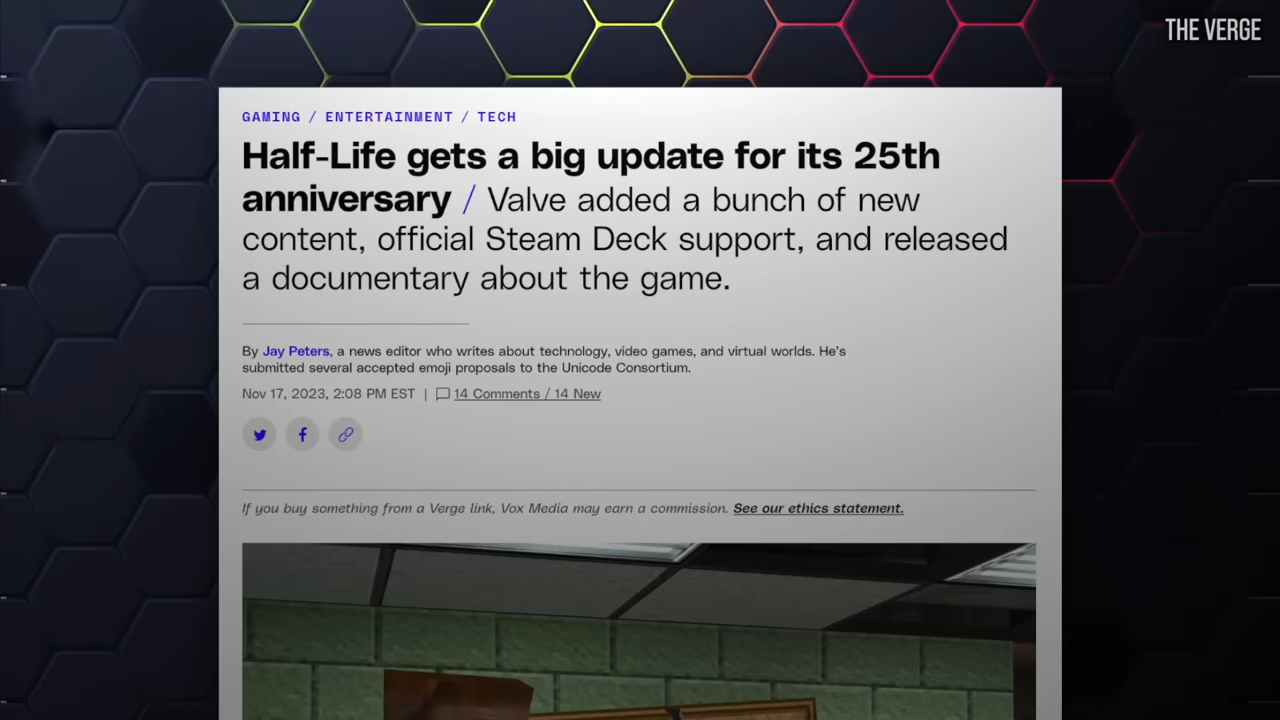 THE VERGE
GAMING / ENTERTAINMENT / TECH
Half-Life gets a big update for its 25th
anniversary / Valve added a bunch of new
content, official Steam Deck support, and released
a documentary about the game.
By Jay Peters, a news editor who writes about technology, video games, and virtual worlds. He's
submitted several accepted emoji proposals to the Unicode Consortium.
Nov 17, 2023, 2:08 PM EST | 14 Comments / 14 New
If you buy something from a Verge link, Vox Media may earn a commission. See our ethics statement.